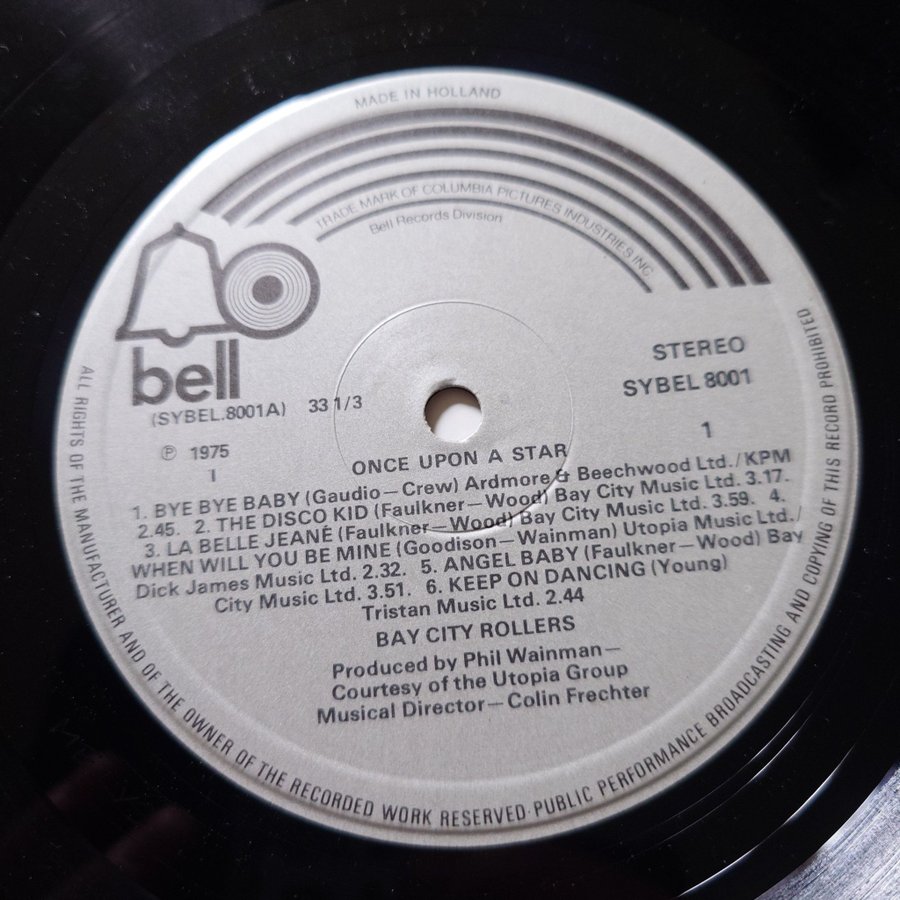 MADE IN HOLLAND
TRADE MARK OF COLUMBIA PICTURES INDUSTRIES INC.
Bell Records Division
bell
(SYBEL.8001A) 33 1/3
STEREO
SYBEL 8001
℗ 1975
I
1
ONCE UPON A STAR
1. BYE BYE BABY (Gaudio—Crew) Ardmore & Beechwood Ltd./KPM
2.45. 2. THE DISCO KID (Faulkner—Wood) Bay City Music Ltd. 3.17.
3. LA BELLE JEANÉ (Faulkner—Wood) Bay City Music Ltd. 3.59. 4.
WHEN WILL YOU BE MINE (Goodison—Wainman) Utopia Music Ltd./
Dick James Music Ltd. 2.32. 5. ANGEL BABY (Faulkner—Wood) Bay
City Music Ltd. 3.51. 6. KEEP ON DANCING (Young)
Tristan Music Ltd. 2.44
BAY CITY ROLLERS
Produced by Phil Wainman—
Courtesy of the Utopia Group
Musical Director—Colin Frechter
ALL RIGHTS OF THE MANUFACTURER AND OF THE OWNER OF THE RECORDED WORK RESERVED·PUBLIC PERFORMANCE BROADCASTING AND COPYING OF THIS RECORD PROHIBITED